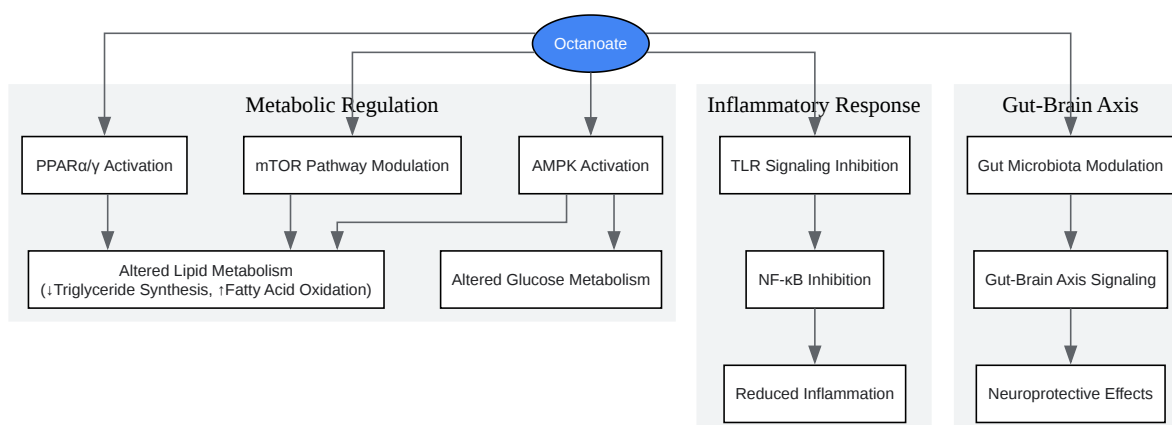 Octanoate
Metabolic Regulation
Inflammatory Response
Gut-Brain Axis
PPARα/γ Activation
mTOR Pathway Modulation
AMPK Activation
TLR Signaling Inhibition
Gut Microbiota Modulation
Altered Lipid Metabolism
(↓Triglyceride Synthesis, ↑Fatty Acid Oxidation)
Altered Glucose Metabolism
NF-κB Inhibition
Gut-Brain Axis Signaling
Reduced Inflammation
Neuroprotective Effects